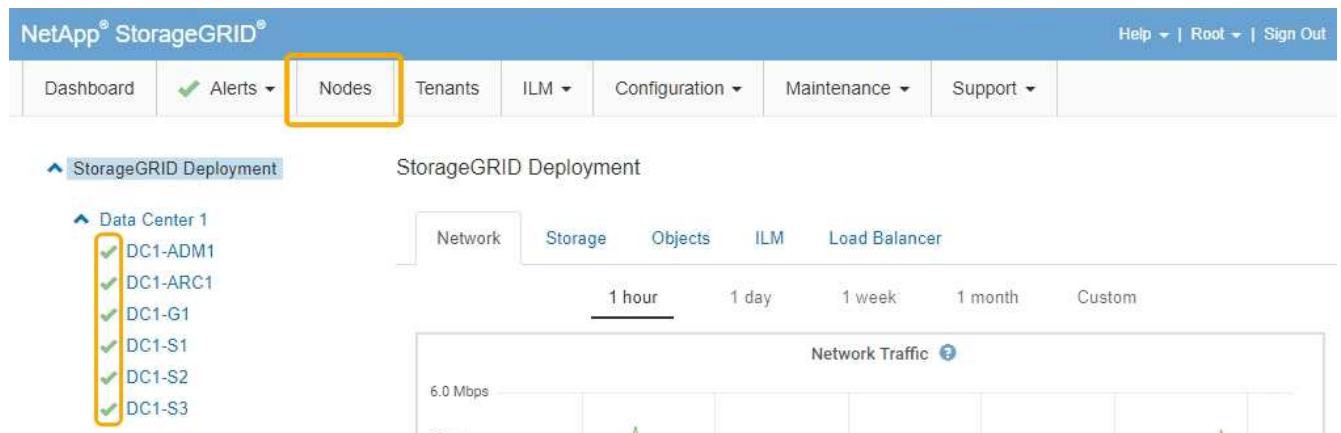 NetApp® StorageGRID®
Help | Root | Sign Out
Dashboard Alerts Nodes Tenants ILM Configuration Maintenance Support
StorageGRID Deployment
StorageGRID Deployment
Data Center 1
DC1-ADM1
DC1-ARC1
DC1-G1
DC1-S1
DC1-S2
DC1-S3
Network Storage Objects ILM Load Balancer
1 hour 1 day 1 week 1 month Custom
Network Traffic ?
6.0 Mbps